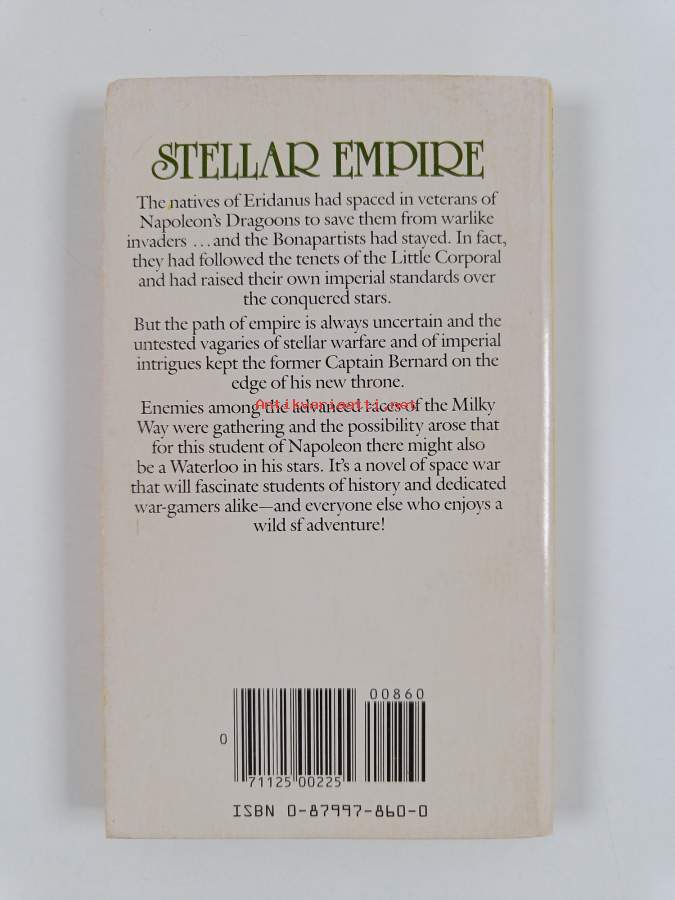 STELLAR EMPIRE
The natives of Eridanus had spaced in veterans of
Napoleon's Dragoons to save them from warlike
invaders ...and the Bonapartists had stayed. In fact,
they had followed the tenets of the Little Corporal
and had raised their own imperial standards over
the conquered stars.
But the path of empire is always uncertain and the
untested vagaries of stellar warfare and of imperial
intrigues kept the former Captain Bernard on the
edge of his new throne.
Enemies among the advanced races of the Milky
Antikvariaatti.net
Way were gathering and the possibility arose that
for this student of Napoleon there might also
be a Waterloo in his stars. It's a novel of space war
that will fascinate students of history and dedicated
war-gamers alike—and everyone else who enjoys a
wild sf adventure!
00860
0
71125 00225
ISBN 0-87997-860-0